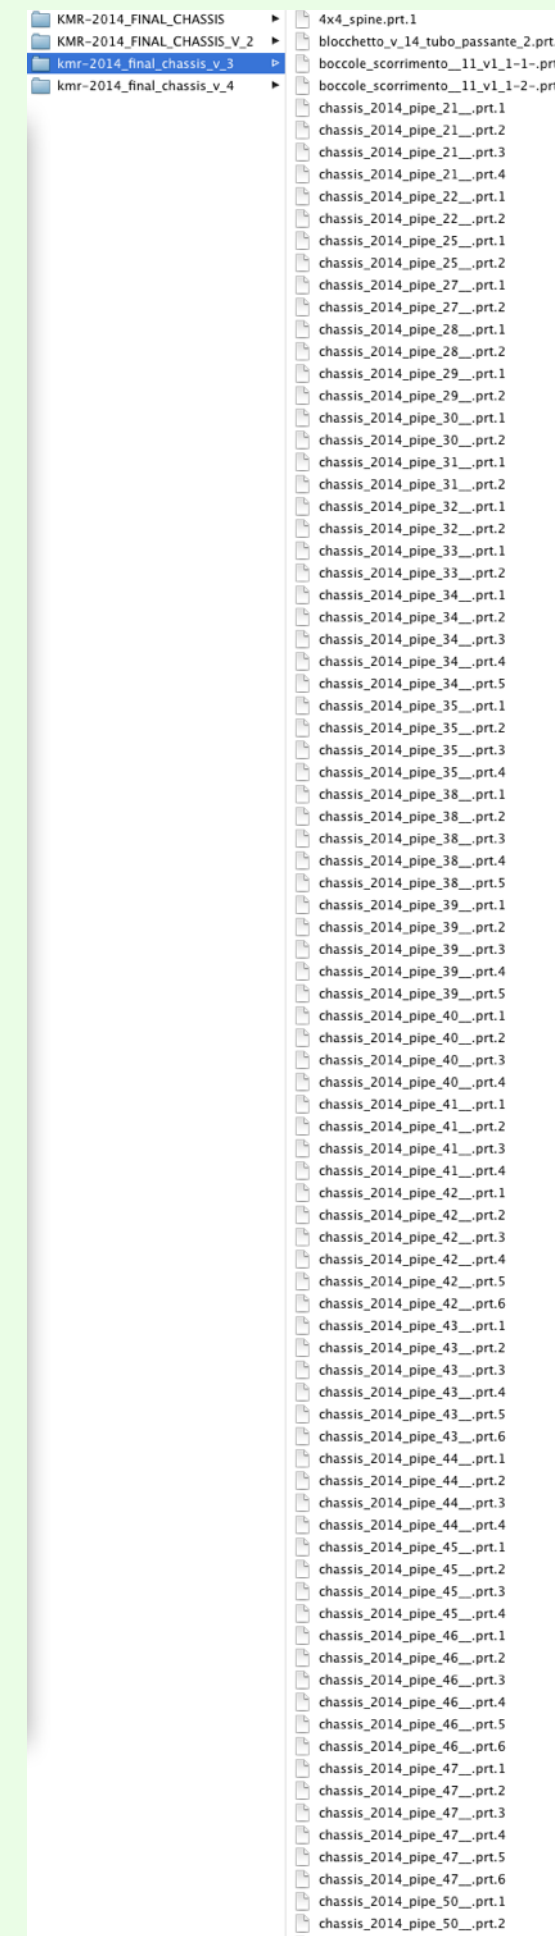 KMR-2014_FINAL_CHASSIS
KMR-2014_FINAL_CHASSIS_V_2
kmr-2014_final_chassis_v_3
kmr-2014_final_chassis_v_4
4x4_spine.prt.1
blocchetto_v_14_tubo_passante_2.prt
boccole_scorrimento__11_v1_1-1-.prt
boccole_scorrimento__11_v1_1-2-.prt
chassis_2014_pipe_21__.prt.1
chassis_2014_pipe_21__.prt.2
chassis_2014_pipe_21__.prt.3
chassis_2014_pipe_21__.prt.4
chassis_2014_pipe_22__.prt.1
chassis_2014_pipe_22__.prt.2
chassis_2014_pipe_25__.prt.1
chassis_2014_pipe_25__.prt.2
chassis_2014_pipe_27__.prt.1
chassis_2014_pipe_27__.prt.2
chassis_2014_pipe_28__.prt.1
chassis_2014_pipe_28__.prt.2
chassis_2014_pipe_29__.prt.1
chassis_2014_pipe_29__.prt.2
chassis_2014_pipe_30__.prt.1
chassis_2014_pipe_30__.prt.2
chassis_2014_pipe_31__.prt.1
chassis_2014_pipe_31__.prt.2
chassis_2014_pipe_32__.prt.1
chassis_2014_pipe_32__.prt.2
chassis_2014_pipe_33__.prt.1
chassis_2014_pipe_33__.prt.2
chassis_2014_pipe_34__.prt.1
chassis_2014_pipe_34__.prt.2
chassis_2014_pipe_34__.prt.3
chassis_2014_pipe_34__.prt.4
chassis_2014_pipe_34__.prt.5
chassis_2014_pipe_35__.prt.1
chassis_2014_pipe_35__.prt.2
chassis_2014_pipe_35__.prt.3
chassis_2014_pipe_35__.prt.4
chassis_2014_pipe_38__.prt.1
chassis_2014_pipe_38__.prt.2
chassis_2014_pipe_38__.prt.3
chassis_2014_pipe_38__.prt.4
chassis_2014_pipe_38__.prt.5
chassis_2014_pipe_39__.prt.1
chassis_2014_pipe_39__.prt.2
chassis_2014_pipe_39__.prt.3
chassis_2014_pipe_39__.prt.4
chassis_2014_pipe_39__.prt.5
chassis_2014_pipe_40__.prt.1
chassis_2014_pipe_40__.prt.2
chassis_2014_pipe_40__.prt.3
chassis_2014_pipe_40__.prt.4
chassis_2014_pipe_41__.prt.1
chassis_2014_pipe_41__.prt.2
chassis_2014_pipe_41__.prt.3
chassis_2014_pipe_41__.prt.4
chassis_2014_pipe_42__.prt.1
chassis_2014_pipe_42__.prt.2
chassis_2014_pipe_42__.prt.3
chassis_2014_pipe_42__.prt.4
chassis_2014_pipe_42__.prt.5
chassis_2014_pipe_42__.prt.6
chassis_2014_pipe_43__.prt.1
chassis_2014_pipe_43__.prt.2
chassis_2014_pipe_43__.prt.3
chassis_2014_pipe_43__.prt.4
chassis_2014_pipe_43__.prt.5
chassis_2014_pipe_43__.prt.6
chassis_2014_pipe_44__.prt.1
chassis_2014_pipe_44__.prt.2
chassis_2014_pipe_44__.prt.3
chassis_2014_pipe_44__.prt.4
chassis_2014_pipe_45__.prt.1
chassis_2014_pipe_45__.prt.2
chassis_2014_pipe_45__.prt.3
chassis_2014_pipe_45__.prt.4
chassis_2014_pipe_46__.prt.1
chassis_2014_pipe_46__.prt.2
chassis_2014_pipe_46__.prt.3
chassis_2014_pipe_46__.prt.4
chassis_2014_pipe_46__.prt.5
chassis_2014_pipe_46__.prt.6
chassis_2014_pipe_47__.prt.1
chassis_2014_pipe_47__.prt.2
chassis_2014_pipe_47__.prt.3
chassis_2014_pipe_47__.prt.4
chassis_2014_pipe_47__.prt.5
chassis_2014_pipe_47__.prt.6
chassis_2014_pipe_50__.prt.1
chassis_2014_pipe_50__.prt.2